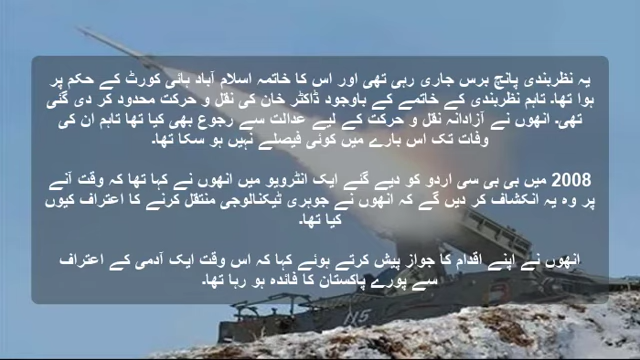 یہ نظربندی پانچ برس جاری رہی تھی اور اس کا خاتمہ اسلام آباد ہائی کورٹ کے حکم پر
ہوا تھا۔ تاہم نظربندی کے خاتمے کے باوجود ڈاکٹر خان کی نقل و حرکت محدود کر دی گئی
تھی۔ انھوں نے آزادانہ نقل و حرکت کے لیے عدالت سے رجوع بھی کیا تھا تاہم ان کی
وفات تک اس بارے میں کوئی فیصلے نہیں ہو سکا تھا۔
2008 میں بی بی سی اردو کو دیے گئے ایک انٹرویو میں انھوں نے کہا تھا کہ وقت آنے
پر وہ یہ انکشاف کر دیں گے کہ انھوں نے جوہری ٹیکنالوجی منتقل کرنے کا اعتراف کیوں
کیا تھا۔
انھوں نے اپنے اقدام کا جواز پیش کرتے ہوئے کہا کہ اس وقت ایک آدمی کے اعتراف
سے پورے پاکستان کا فائدہ ہو رہا تھا۔
N5